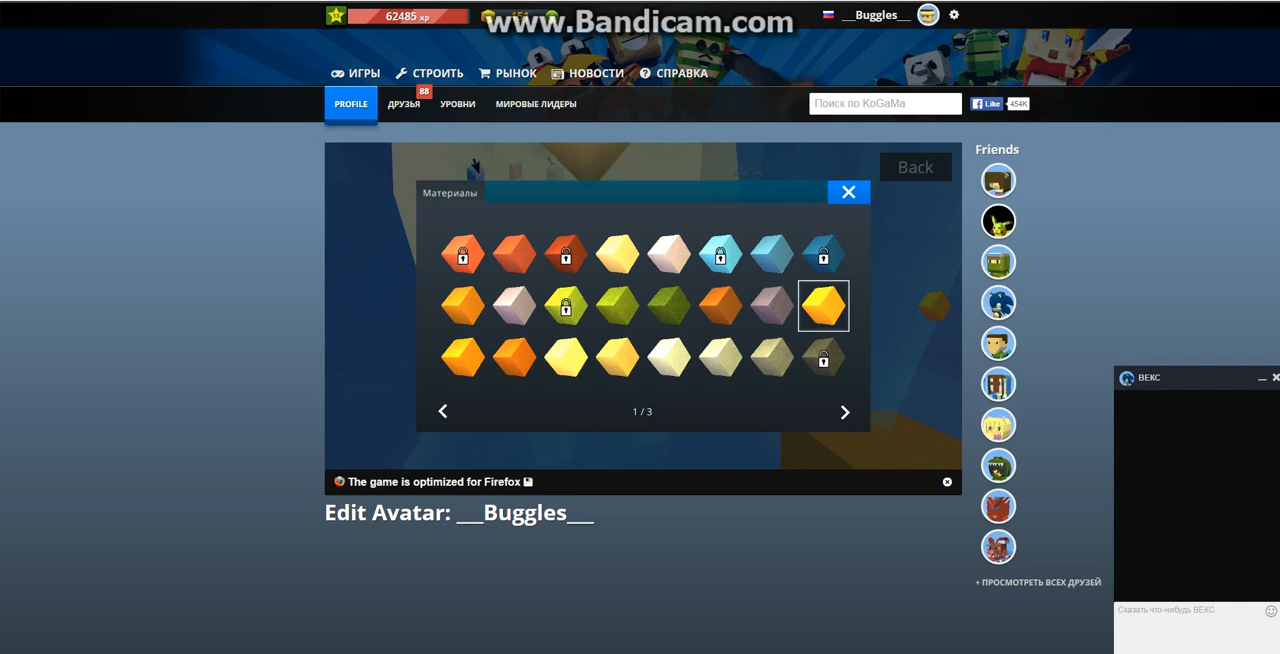 62485 xp
www.Bandicam.com
___Buggles___
ИГРЫ СТРОИТЬ РЫНОК НОВОСТИ СПРАВКА
PROFILE ДРУЗЬЯ 88 УРОВНИ МИРОВЫЕ ЛИДЕРЫ
Поиск по KoGaMa
Like 454K
Friends
Back
Материалы
1 / 3
The game is optimized for Firefox
Edit Avatar: ___Buggles___
+ ПРОСМОТРЕТЬ ВСЕХ ДРУЗЕЙ
ВЕКС
Сказать что-нибудь ВЕКС